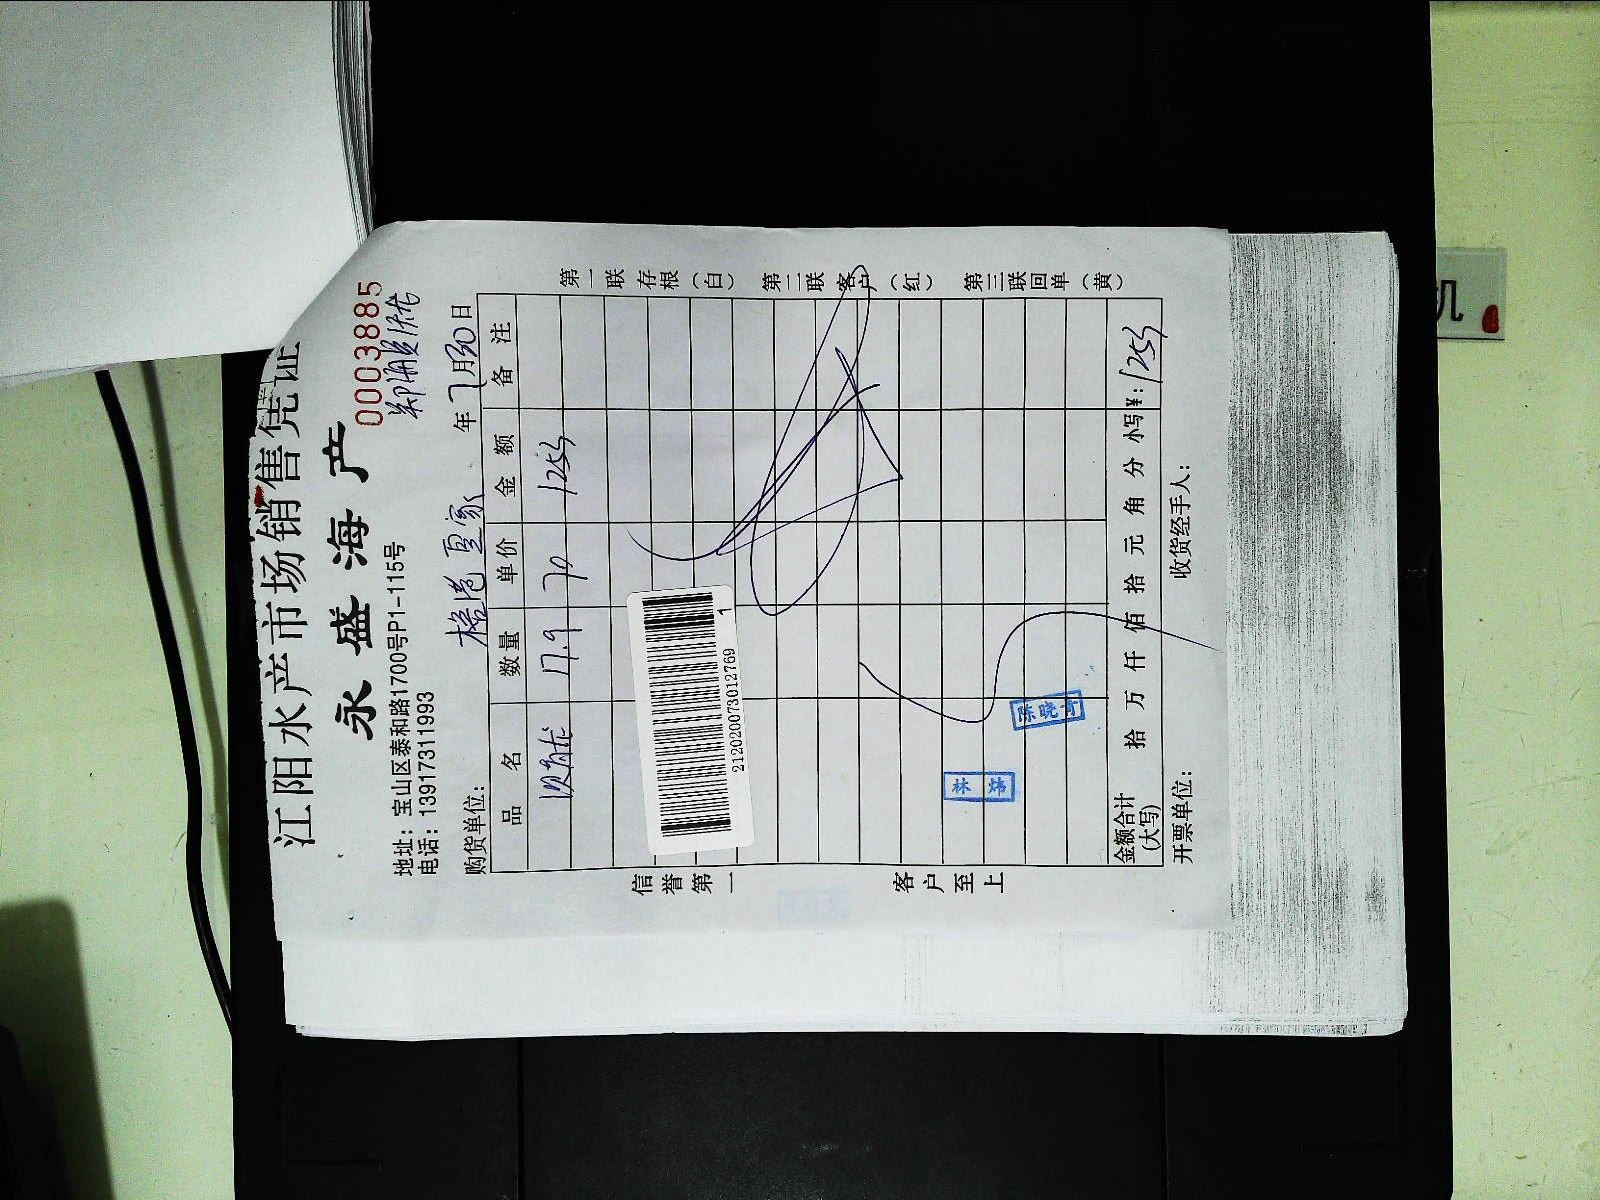 江阳水产市场销售凭证
永盛海产
0003885
地址：宝山区泰和路1700号P1-115号
电话：13917311993
购货单位：
年 7月30日
品名 数量 单价 金额 备注
17.9 70 1253
212020073012769
1
林炜
陈晓奇
金额合计（大写） 拾 万 仟 佰 拾 元 角 分 小写￥：1253
开票单位： 收货经手人：
信誉第一 客户至上
第一联 存根（白） 第二联 客户（红） 第三联 回单（黄）